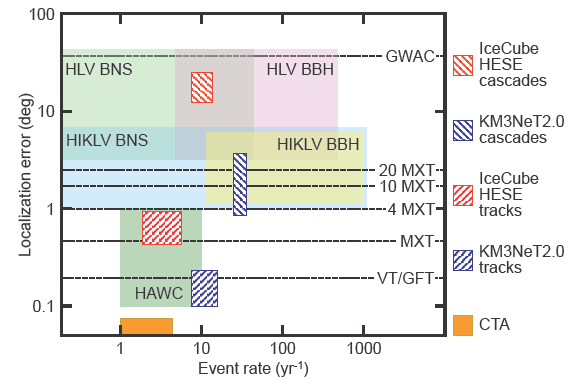 100
10
1
0.1
Localization error (deg)
GWAC
HLV BNS
HLV BBH
HIKLV BNS
HIKLV BBH
20 MXT
10 MXT
4 MXT
MXT
VT/GFT
HAWC
1
10
100
1000
Event rate (yr⁻¹)
IceCube
HESE
cascades
KM3NeT2.0
cascades
IceCube
HESE
tracks
KM3NeT2.0
tracks
CTA